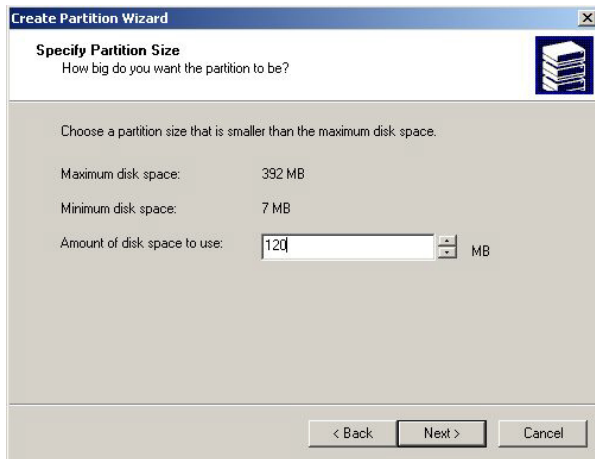 Create Partition Wizard
Specify Partition Size
How big do you want the partition to be?
Choose a partition size that is smaller than the maximum disk space.
Maximum disk space: 392 MB
Minimum disk space: 7 MB
Amount of disk space to use: 120 MB
< Back Next > Cancel